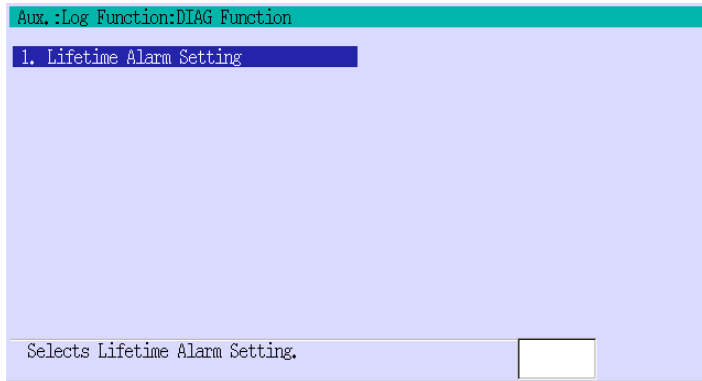 Aux.:Log Function:DIAG Function
1. Lifetime Alarm Setting
Selects Lifetime Alarm Setting.